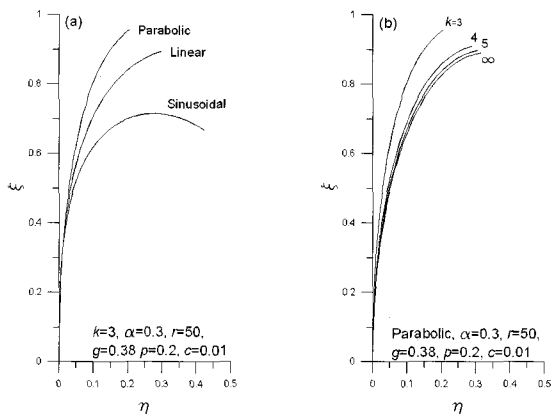 (a)
Parabolic
Linear
Sinusoidal
1
0.8
0.6
0.4
0.2
0
ξ
k=3, α=0.3, r=50,
g=0.38 p=0.2, c=0.01
0 0.1 0.2 0.3 0.4 0.5
η
(b)
k=3
4
5
∞
1
0.8
0.6
0.4
0.2
0
ξ
Parabolic, α=0.3, r=50,
g=0.38, p=0.2, c=0.01
0 0.1 0.2 0.3 0.4 0.5
η